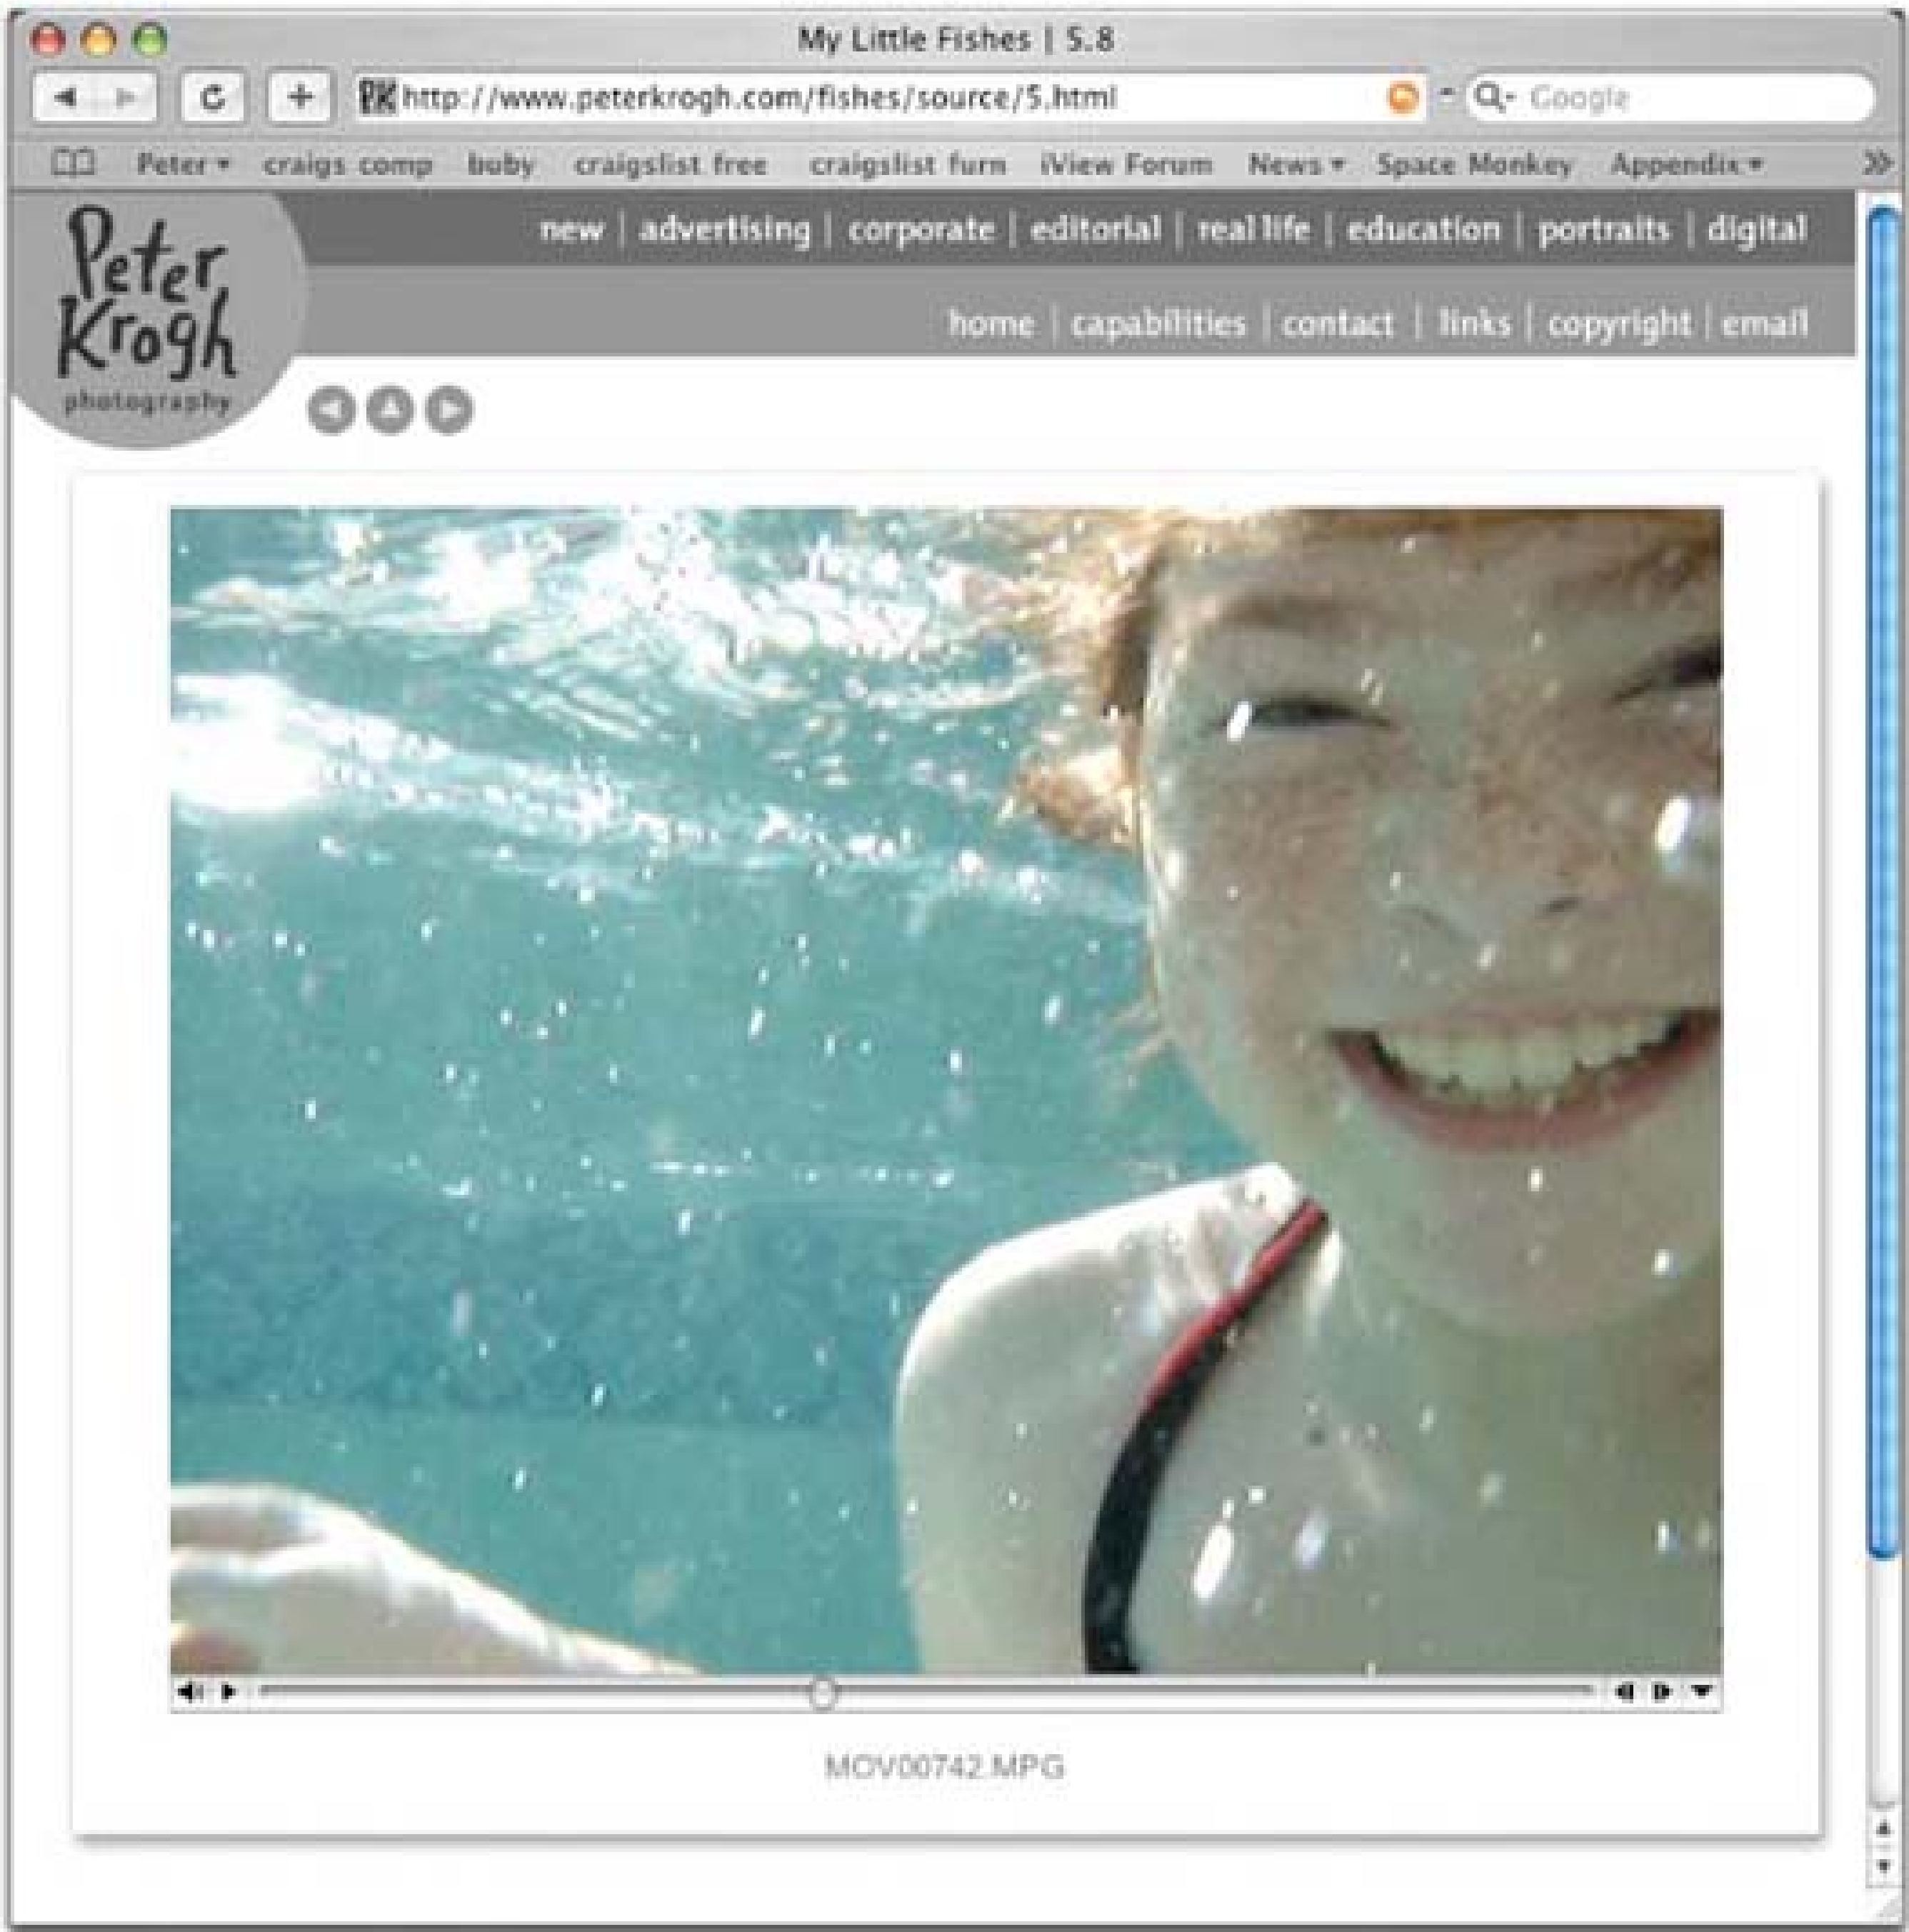 My Little Fishes | 5.8
PK http://www.peterkrogh.com/fishes/source/5.html Google
Peter craigs comp buby craigslist free craigslist furn iView Forum News Space Monkey Appendix
new | advertising | corporate | editorial | real life | education | portraits | digital
home | capabilities | contact | links | copyright | email
Peter
Krogh
photography
MOV00742.MPG